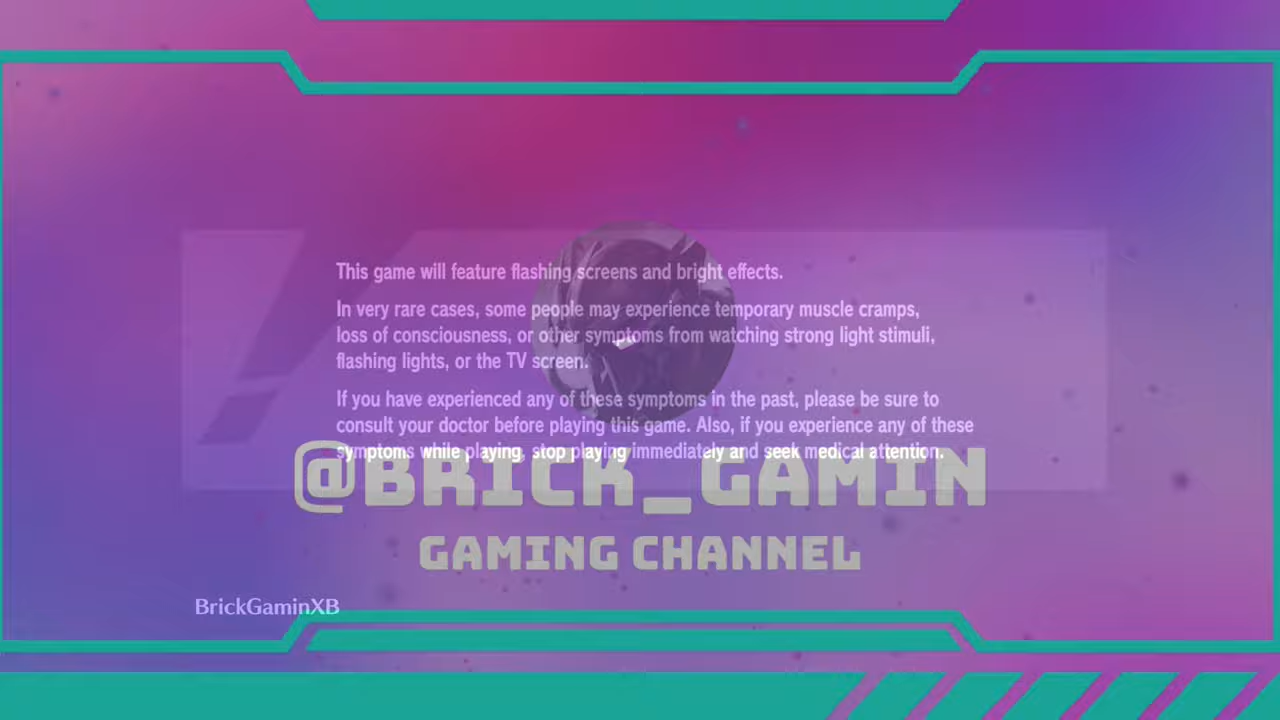 This game will feature flashing screens and bright effects.
In very rare cases, some people may experience temporary muscle cramps,
loss of consciousness, or other symptoms from watching strong light stimuli,
flashing lights, or the TV screen.
If you have experienced any of these symptoms in the past, please be sure to
consult your doctor before playing this game. Also, if you experience any of these
symptoms while playing, stop playing immediately and seek medical attention.
@BRICK_GAMIN
GAMING CHANNEL
BrickGaminXB